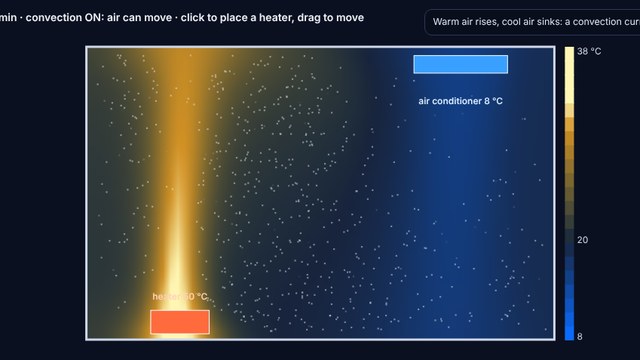 min · convection ON: air can move · click to place a heater, drag to move
Warm air rises, cool air sinks: a convection
38 °C
air conditioner 8 °C
20
°C
8